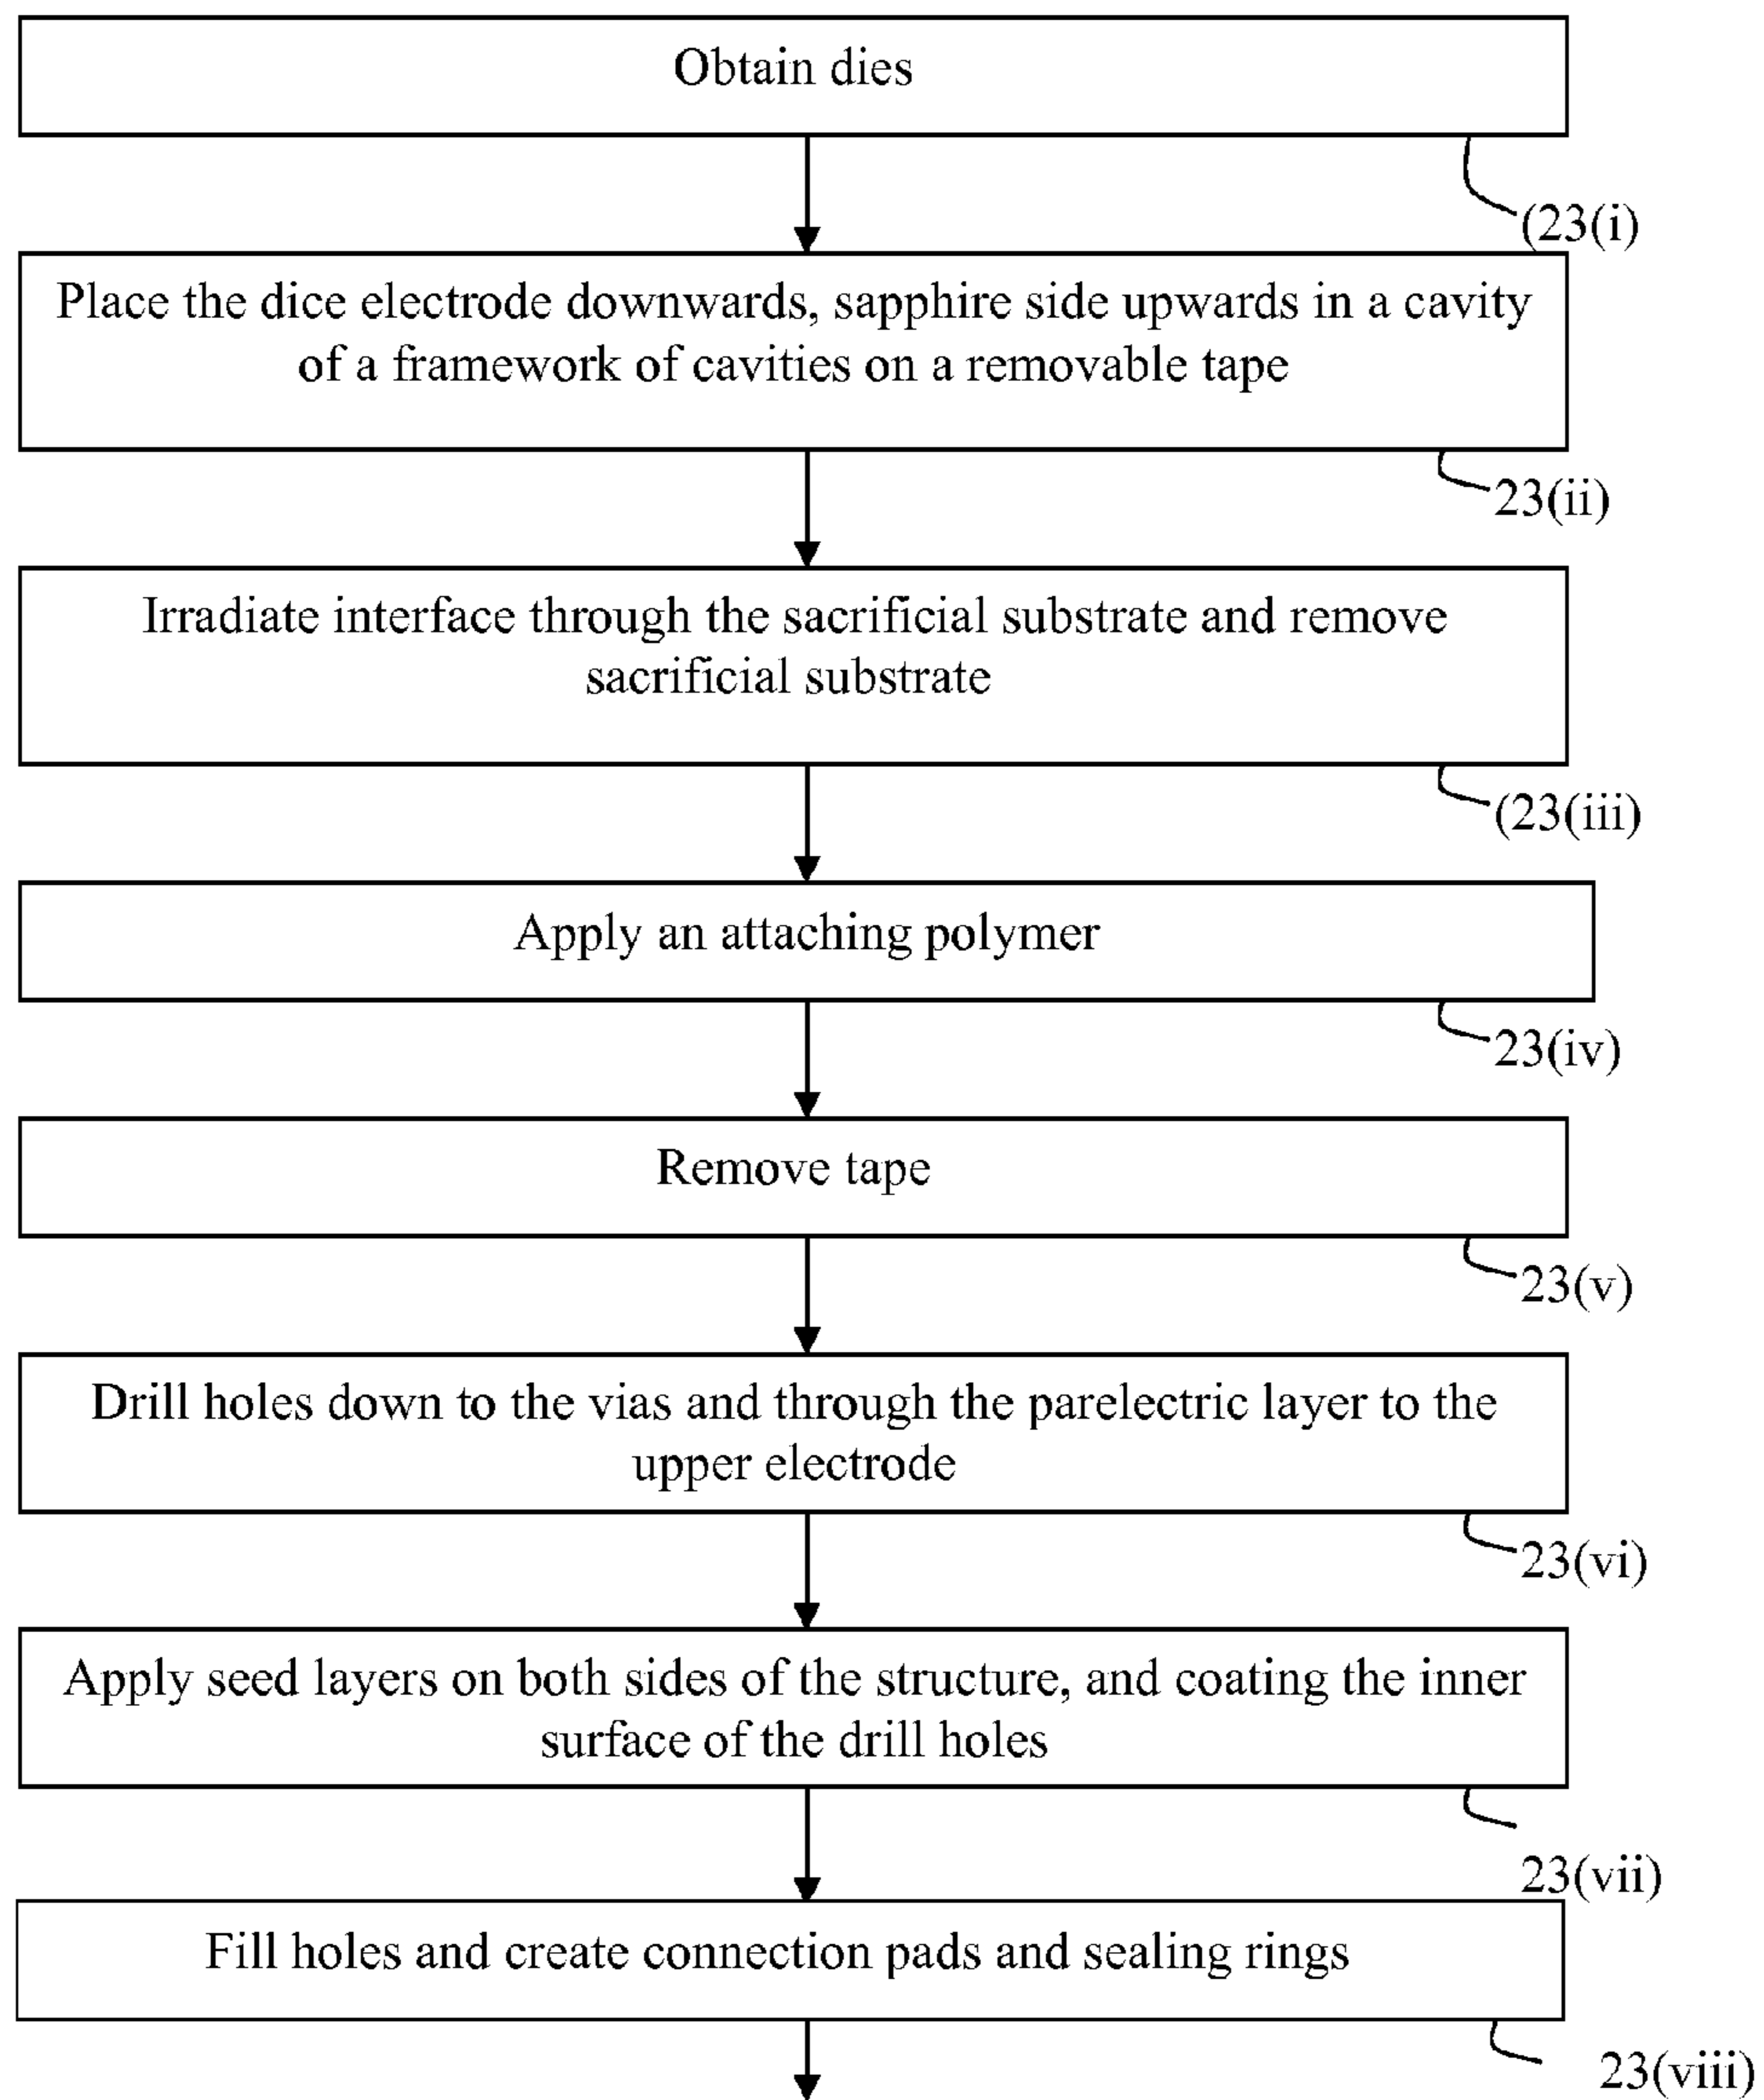 Obtain dies
(23(i)
Place the dice electrode downwards, sapphire side upwards in a cavity
of a framework of cavities on a removable tape
23(ii)
Irradiate interface through the sacrificial substrate and remove
sacrificial substrate
(23(iii)
Apply an attaching polymer
23(iv)
Remove tape
23(v)
Drill holes down to the vias and through the parelectric layer to the
upper electrode
23(vi)
Apply seed layers on both sides of the structure, and coating the inner
surface of the drill holes
23(vii)
Fill holes and create connection pads and sealing rings
23(viii)